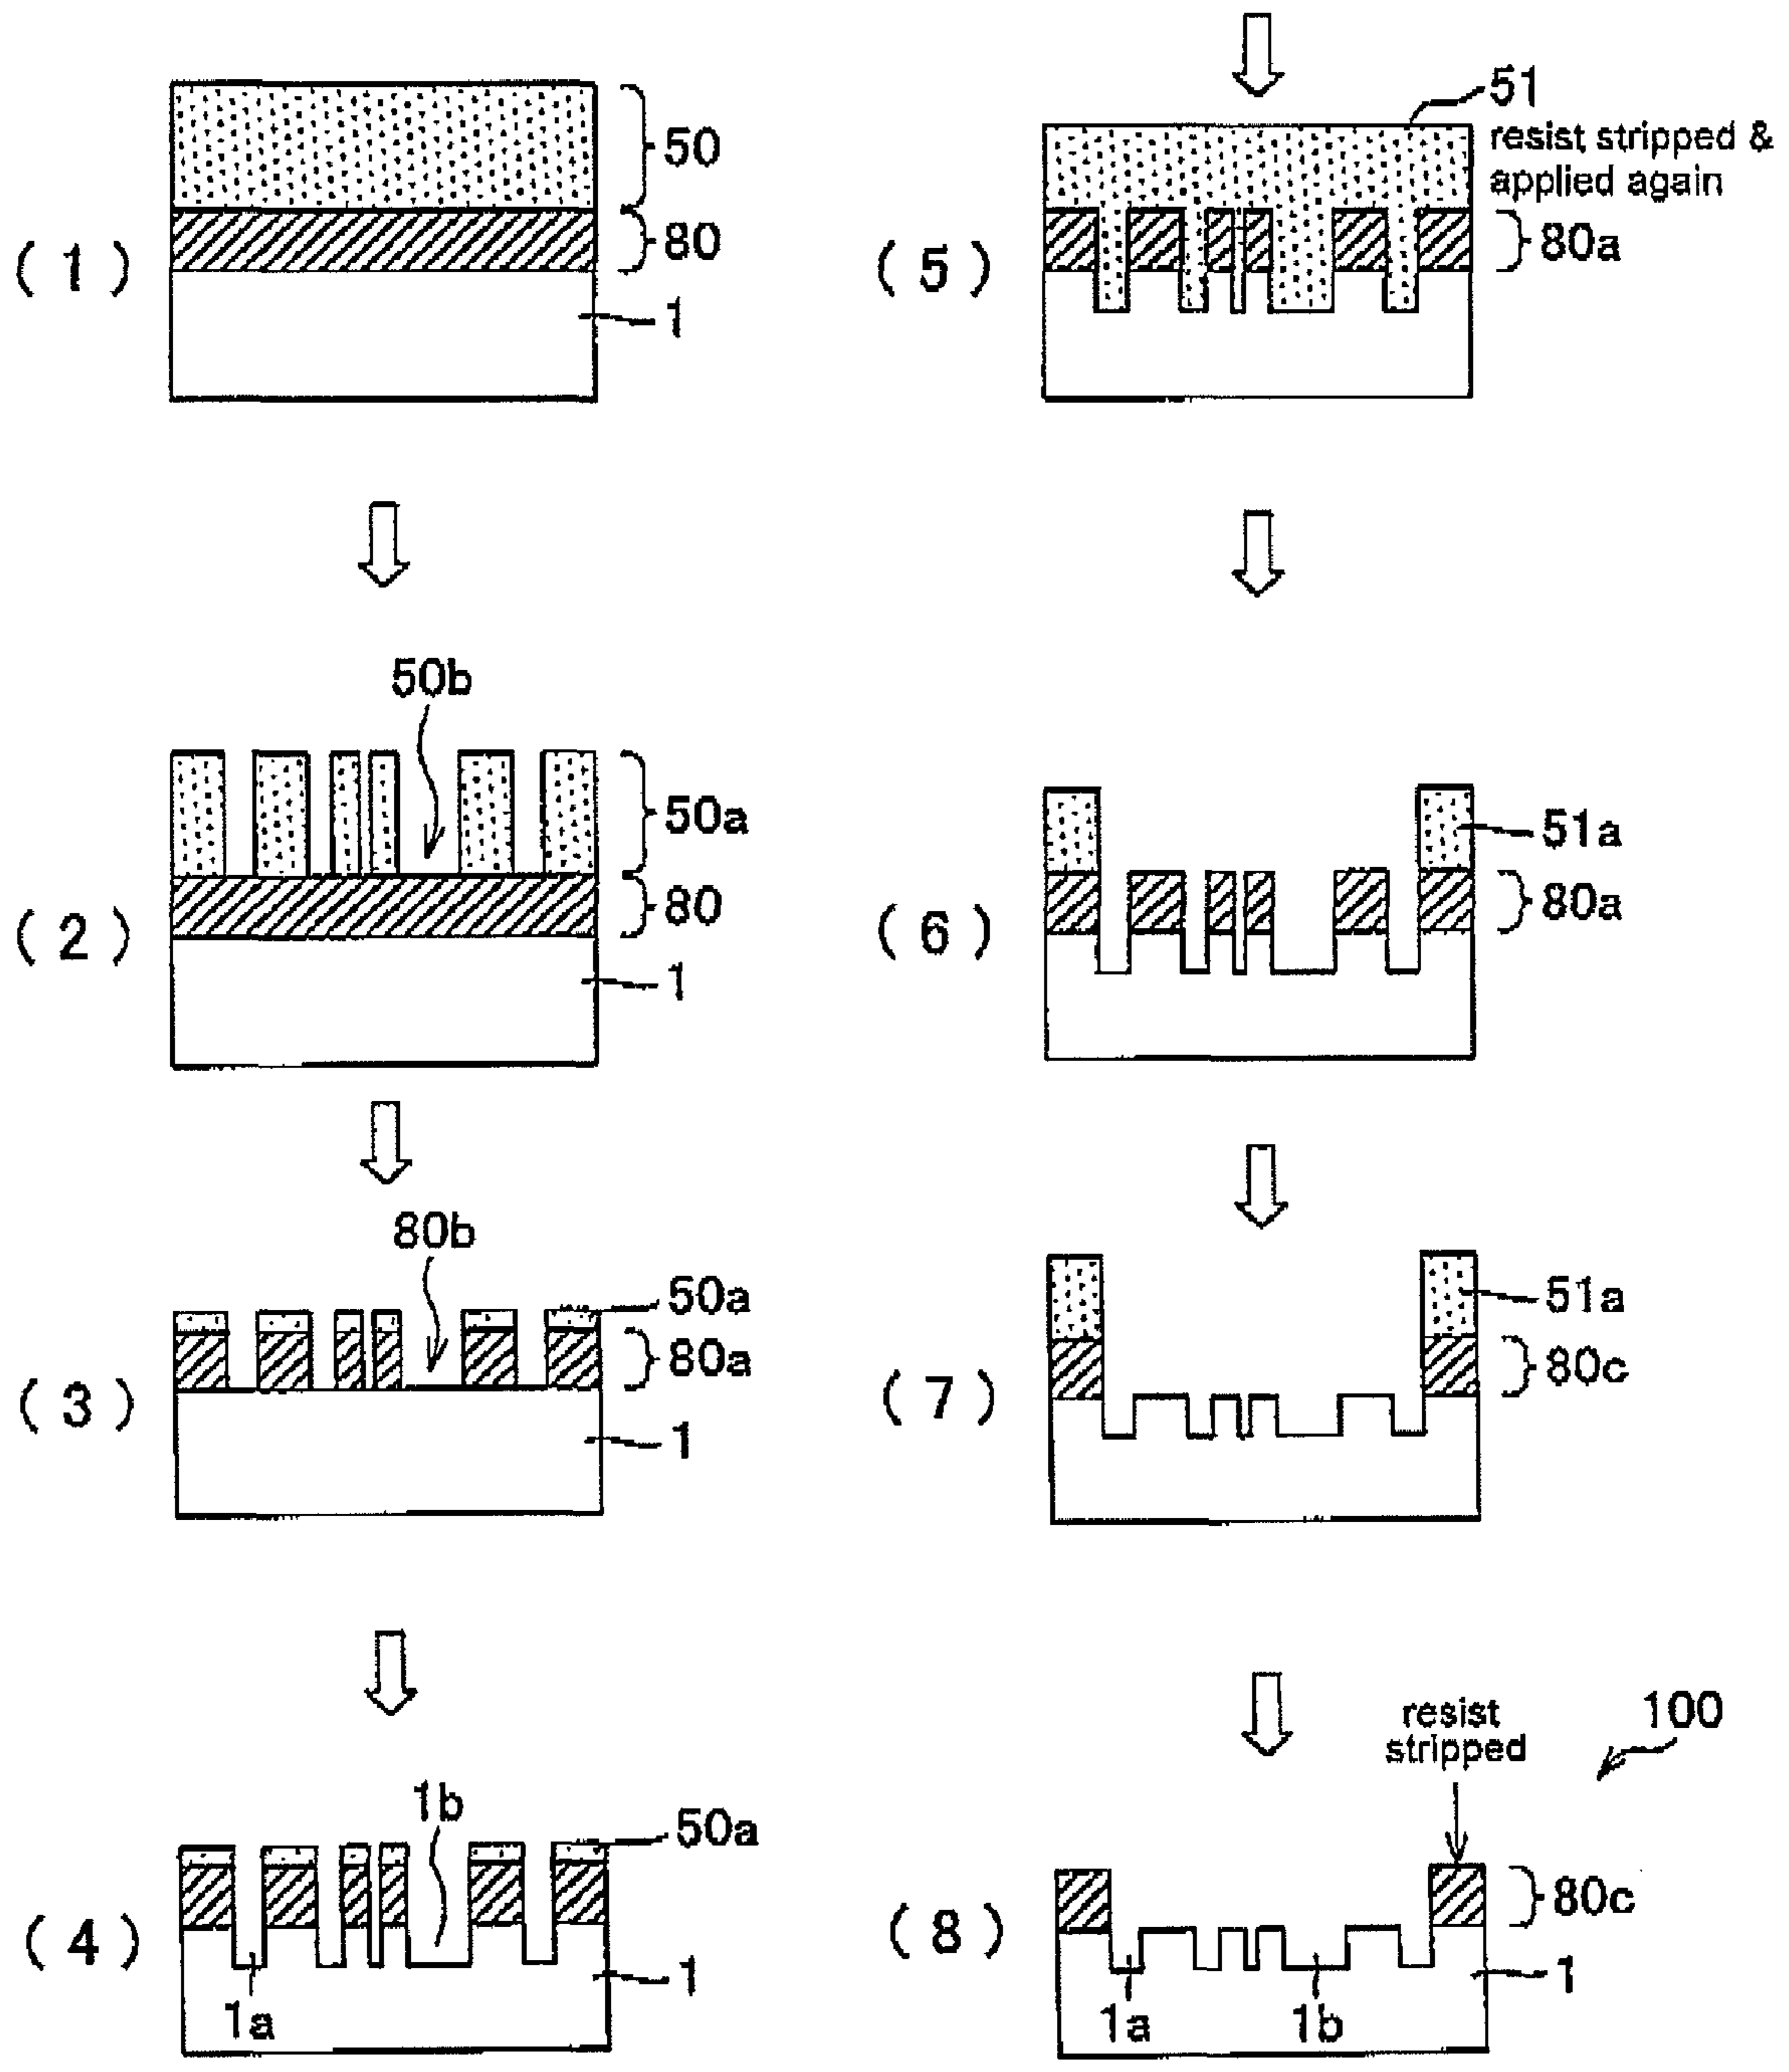 (1)
50
80
1
50b
(2)
50a
80
1
80b
(3)
50a
80a
1
1b
(4)
50a
1
1a
51
resist stripped &
applied again
(5)
80a
(6)
51a
80a
(7)
51a
80c
resist
stripped
100
(8)
80c
1
1a
1b